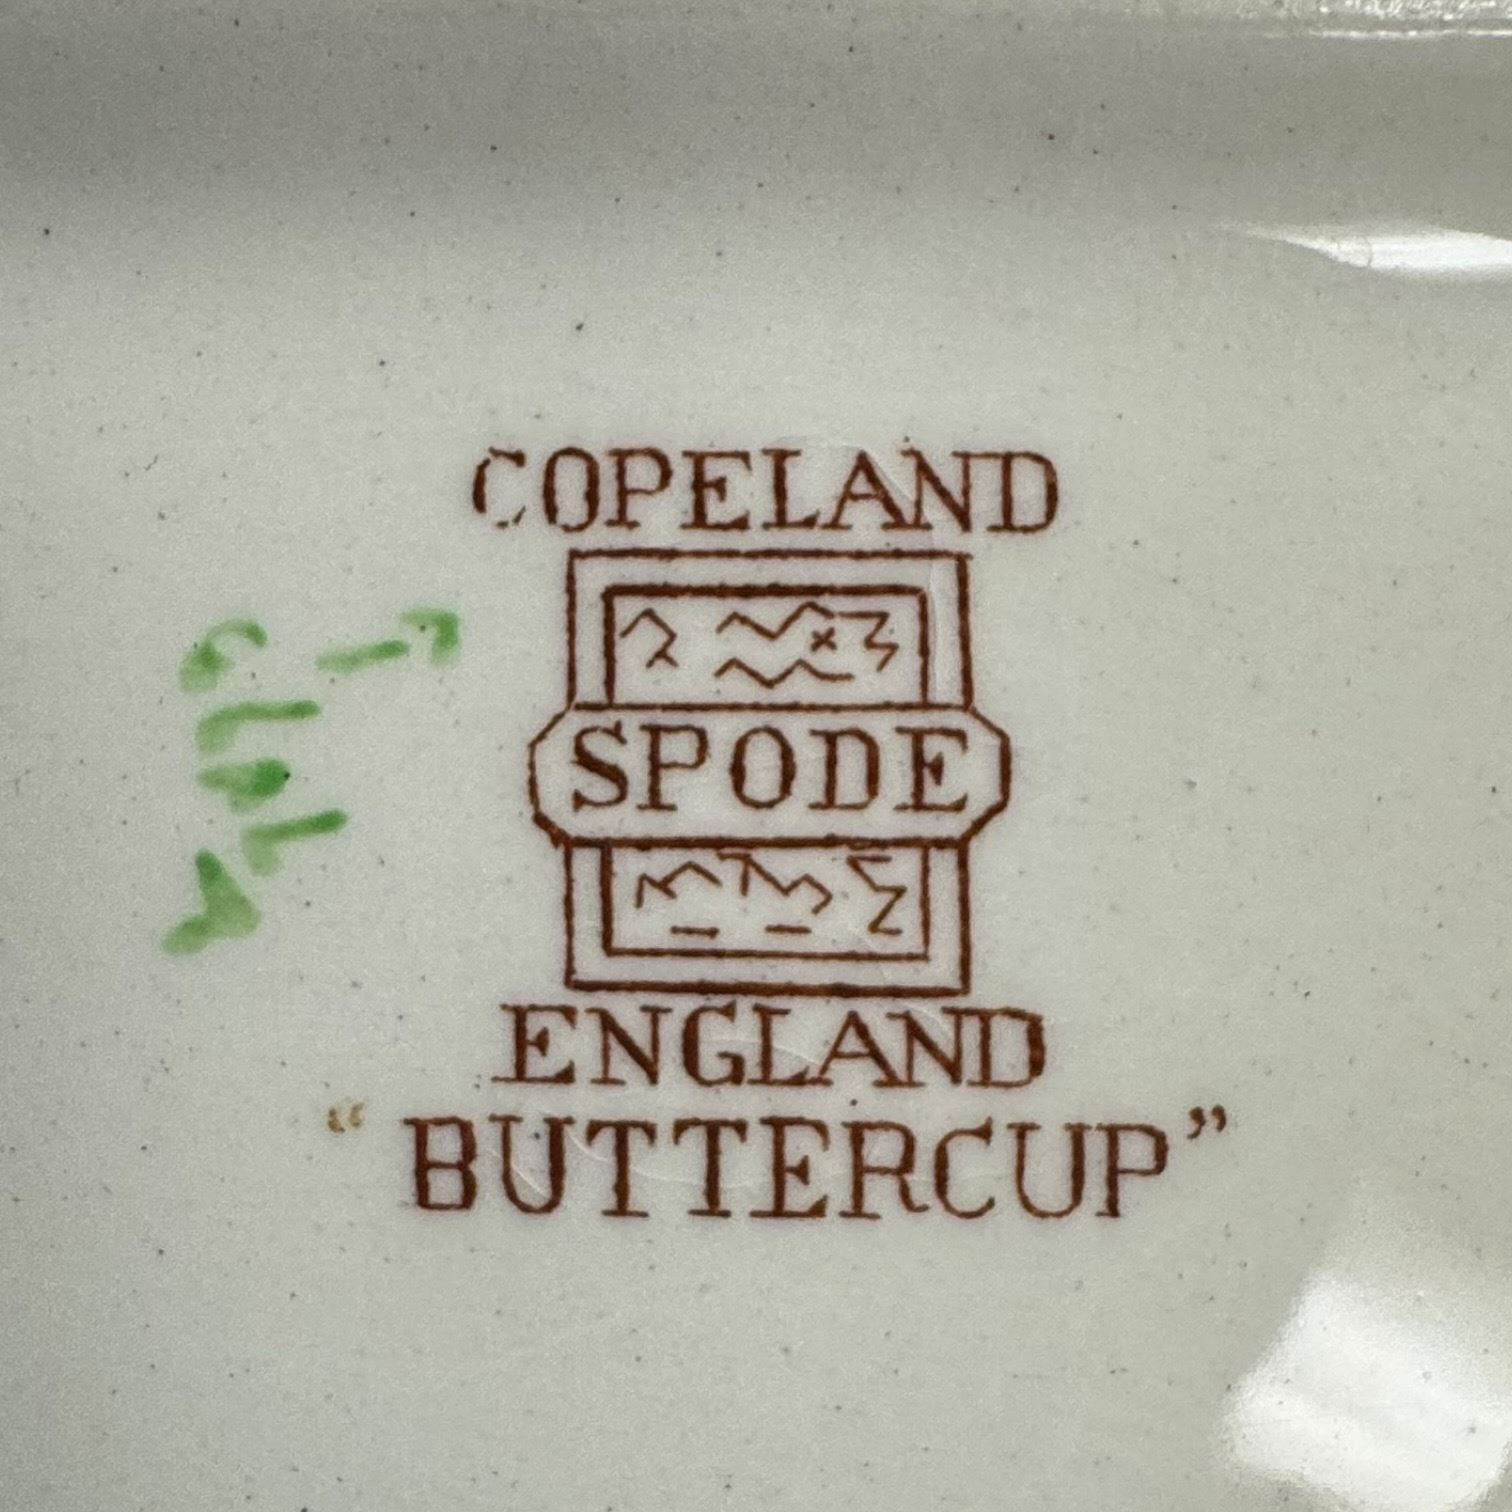 COPELAND
SPODE
ENGLAND
“BUTTERCUP”